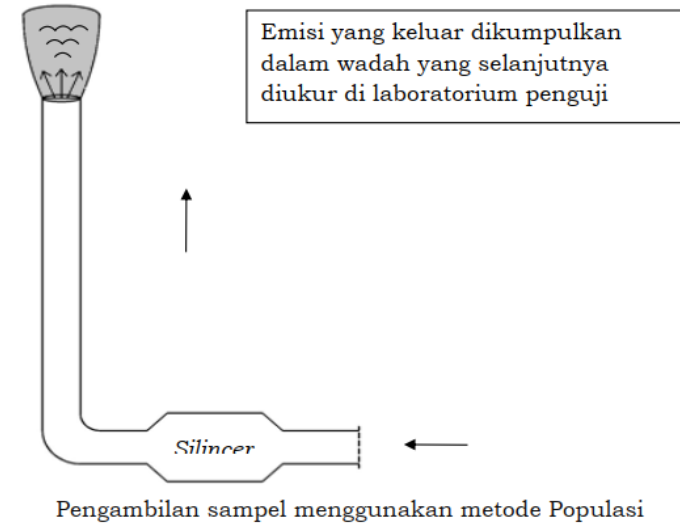 Emisi yang keluar dikumpulkan
dalam wadah yang selanjutnya
diukur di laboratorium penguji
Silincer
Pengambilan sampel menggunakan metode Populasi